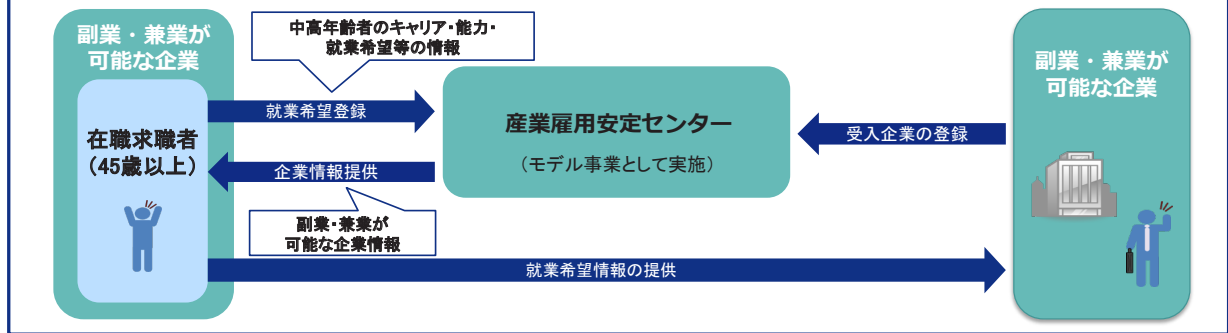 副業・兼業が
可能な企業
在職求職者
（45歳以上）
中高年齢者のキャリア・能力・
就業希望等の情報
就業希望登録
企業情報提供
副業・兼業が
可能な企業情報
産業雇用安定センター
（モデル事業として実施）
受入企業の登録
副業・兼業が
可能な企業
就業希望情報の提供